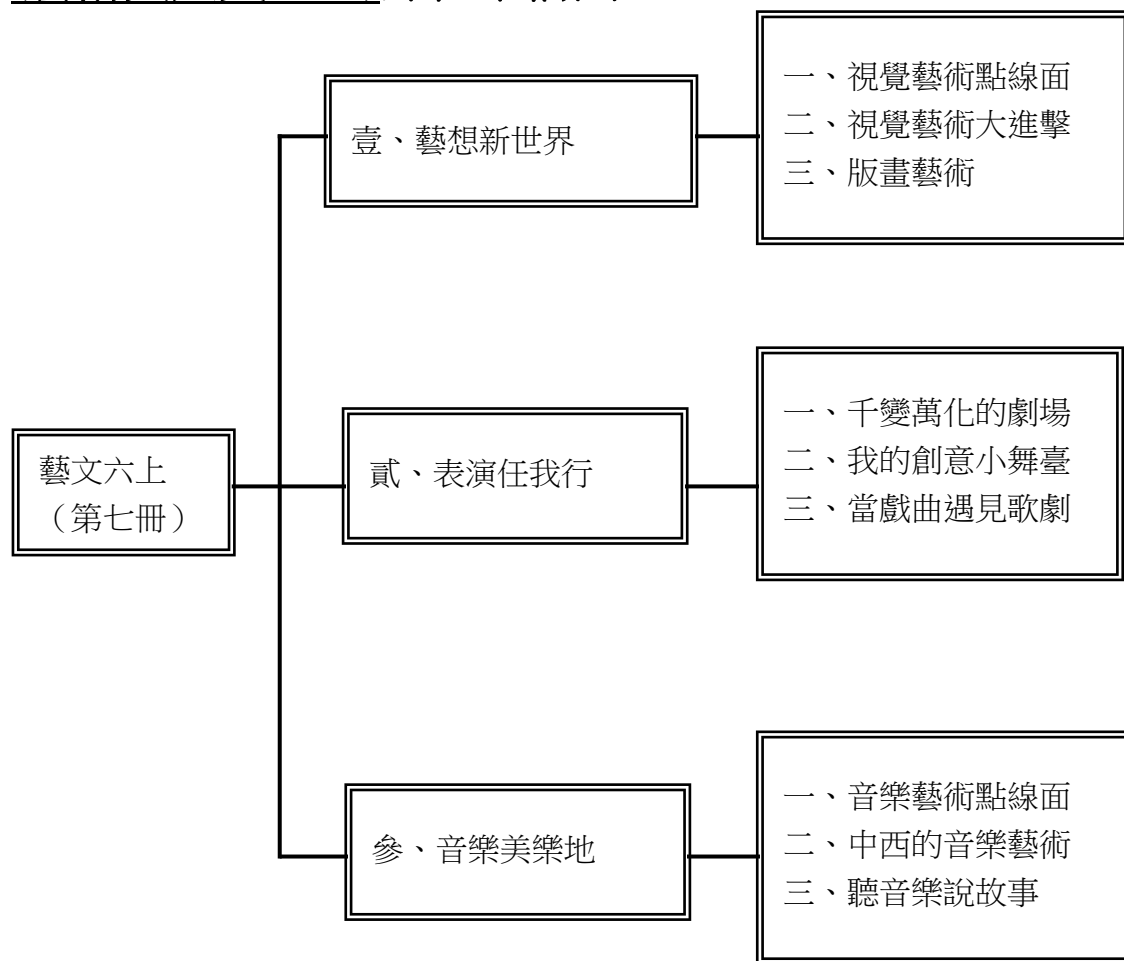 壹、藝想新世界
一、視覺藝術點線面
二、視覺藝術大進擊
三、版畫藝術
藝文六上
（第七冊）
貳、表演任我行
一、千變萬化的劇場
二、我的創意小舞臺
三、當戲曲遇見歌劇
參、音樂美樂地
一、音樂藝術點線面
二、中西的音樂藝術
三、聽音樂說故事